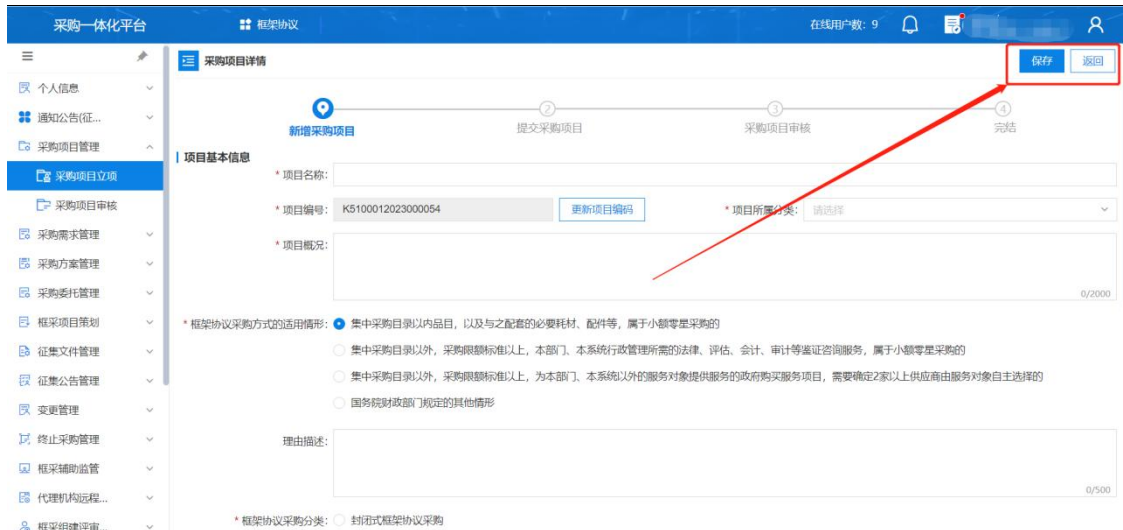 采购一体化平台
框架协议
在线用户数: 9
采购项目详情
保存
返回
个人信息
通知公告(征...
采购项目管理
采购项目立项
采购项目审核
采购需求管理
采购方案管理
采购委托管理
框采项目策划
征集文件管理
征集公告管理
变更管理
终止采购管理
框采辅助监管
代理机构远程...
框采组建评审...
新增采购项目
② 提交采购项目
③ 采购项目审核
④ 完结
项目基本信息
* 项目名称:
* 项目编号: K5100012023000054 更新项目编码 * 项目所属分类: 请选择
* 项目概况:
0/2000
* 框架协议采购方式的适用情形: 集中采购目录以内品目，以及与之配套的必要耗材、配件等，属于小额零星采购的
集中采购目录以外，采购限额标准以上，本部门、本系统行政管理所需的法律、评估、会计、审计等鉴证咨询服务，属于小额零星采购的
集中采购目录以外，采购限额标准以上，为本部门、本系统以外的服务对象提供服务的政府购买服务项目，需要确定2家以上供应商由服务对象自主选择的
国务院财政部门规定的其他情形
理由描述:
0/500
* 框架协议采购分类: 封闭式框架协议采购